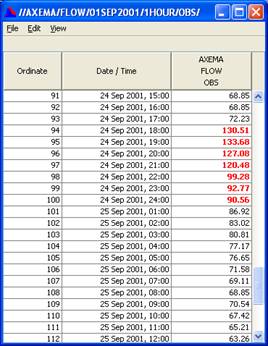 //AXEMA/FLOW/01SEP2001/1HOUR/OBS/
File Edit View
Ordinate Date / Time AXEMA
FLOW
OBS
91 24 Sep 2001, 15:00 68.85
92 24 Sep 2001, 16:00 68.85
93 24 Sep 2001, 17:00 72.23
94 24 Sep 2001, 18:00 130.51
95 24 Sep 2001, 19:00 133.68
96 24 Sep 2001, 20:00 127.08
97 24 Sep 2001, 21:00 120.48
98 24 Sep 2001, 22:00 99.28
99 24 Sep 2001, 23:00 92.77
100 24 Sep 2001, 24:00 90.56
101 25 Sep 2001, 01:00 86.92
102 25 Sep 2001, 02:00 83.02
103 25 Sep 2001, 03:00 80.81
104 25 Sep 2001, 04:00 77.17
105 25 Sep 2001, 05:00 76.65
106 25 Sep 2001, 06:00 71.58
107 25 Sep 2001, 07:00 69.11
108 25 Sep 2001, 08:00 68.85
109 25 Sep 2001, 09:00 70.54
110 25 Sep 2001, 10:00 67.42
111 25 Sep 2001, 11:00 65.21
112 25 Sep 2001, 12:00 63.26